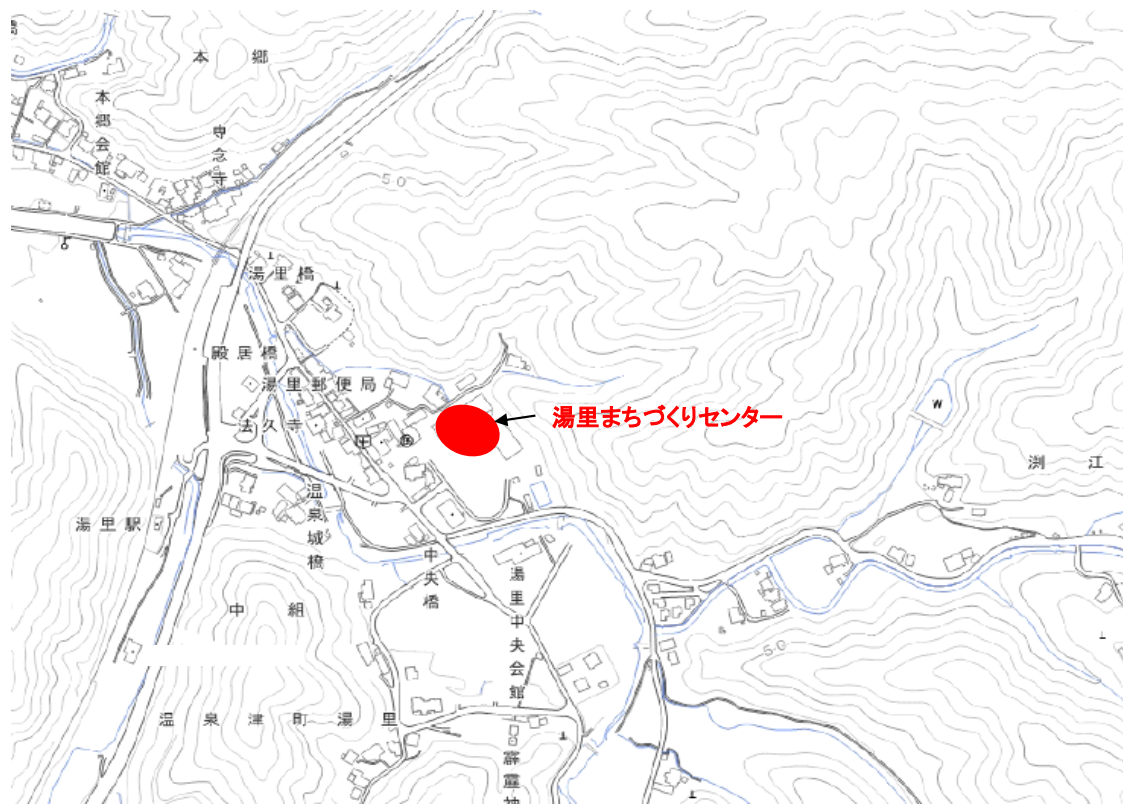 本郷
本郷会館
専念寺
50
湯里橋
殿居橋
湯里郵便局
法久寺
湯里まちづくりセンター
W
渕江
湯里駅
温泉城橋
中央橋
湯里中央会館
中組
50
温泉津町湯里